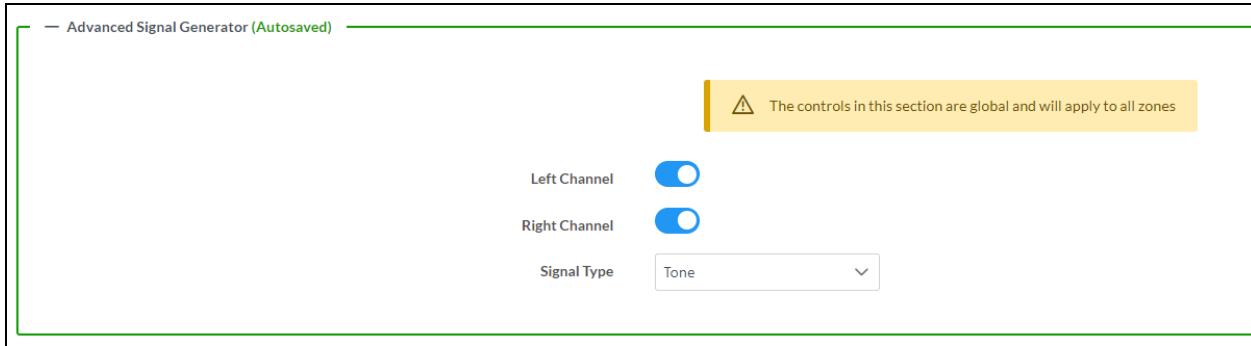 — Advanced Signal Generator (Autosaved)
The controls in this section are global and will apply to all zones
Left Channel
Right Channel
Signal Type Tone